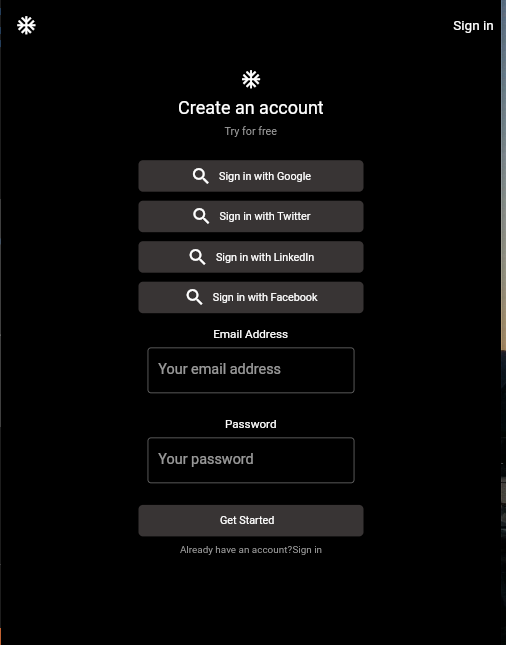 Sign in
Create an account
Try for free
Sign in with Google
Sign in with Twitter
Sign in with LinkedIn
Sign in with Facebook
Email Address
Your email address
Password
Your password
Get Started
Already have an account?Sign in